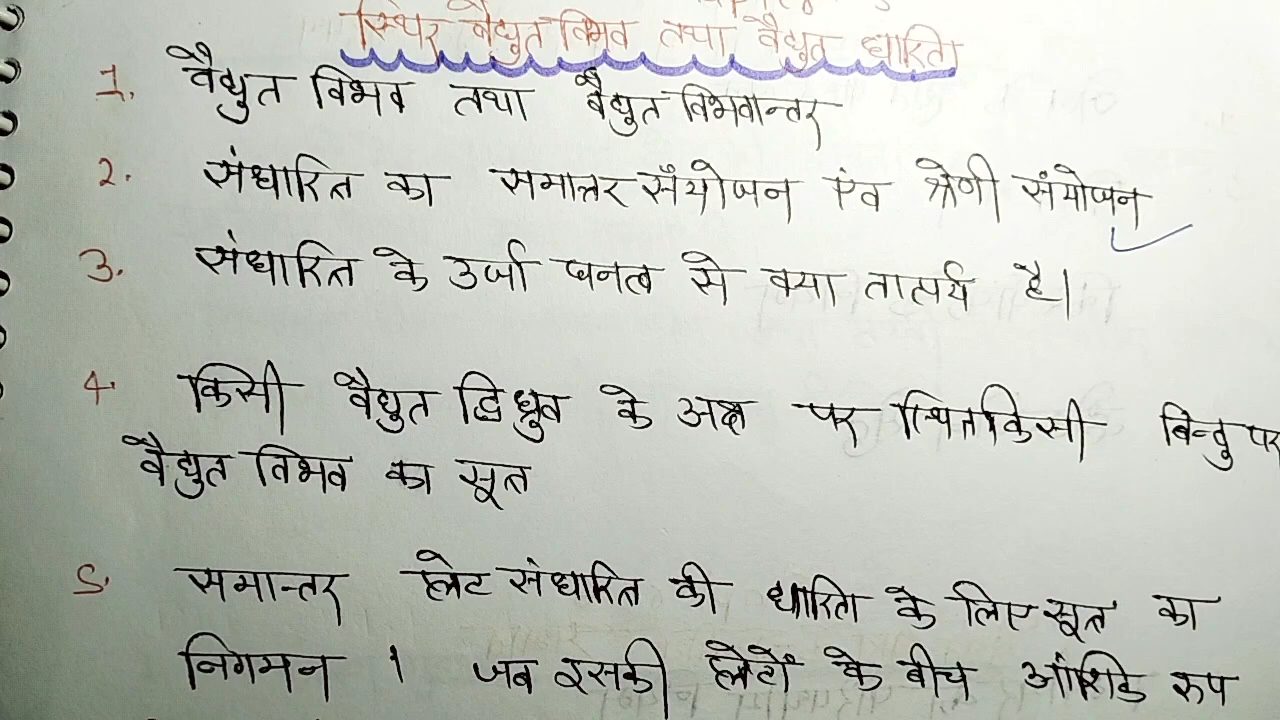 स्थिर वैद्युत विभव तथा वैद्युत धारिता
1. वैद्युत विभव तथा वैद्युत विभवान्तर
2. संधारित का समान्तर संयोजन एंव श्रेणी संयोजन
3. संधारित के उर्जा घनत्व से क्या तात्पर्य है।
4. किसी वैद्युत द्विध्रुव के अक्ष पर स्थित किसी बिन्दु पर
वैद्युत विभव का सूत्र
5. समान्तर प्लेट संधारित की धारिता के लिए सूत्र का
निगमन । जब इसकी प्लेटों के बीच आंशिक रूप